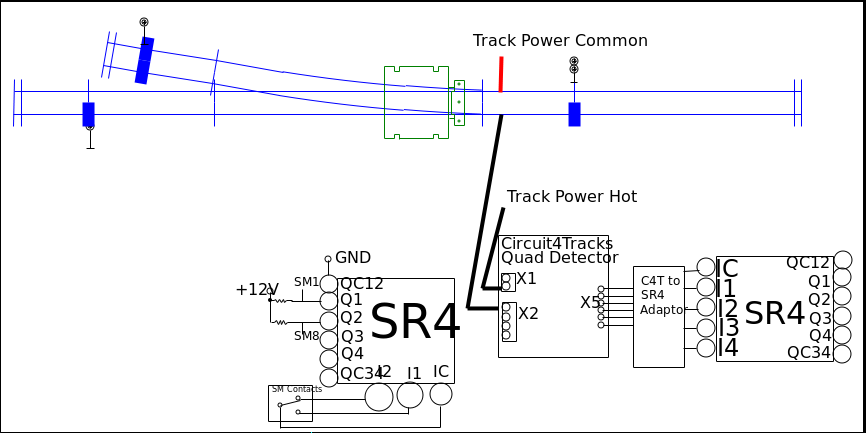 Track Power Common
Track Power Hot
Circuit4Tracks
Quad Detector
X1
X2
X5
C4T to
SR4
Adaptor
IC
I1
I2
I3
I4
SR4
QC12
Q1
Q2
Q3
Q4
QC34
GND
+12V
SM1
SM8
QC12
Q1
Q2
Q3
Q4
QC34
SR4
I2
I1
IC
SM Contacts